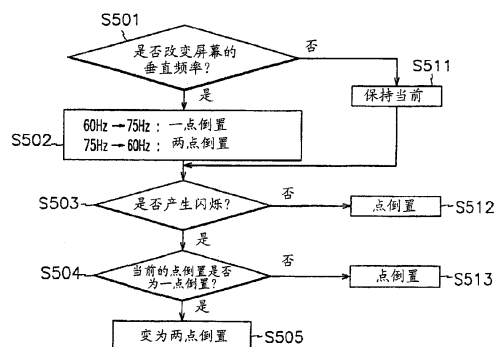 S501
是否改变屏幕的
垂直频率?
否
S511
是
保持当前
60Hz→75Hz: 一点倒置
75Hz→60Hz: 两点倒置
S502
S503
是否产生闪烁?
否
点倒置
S512
是
S504
当前的点倒置是否
为一点倒置?
否
点倒置
S513
是
变为两点倒置
S505